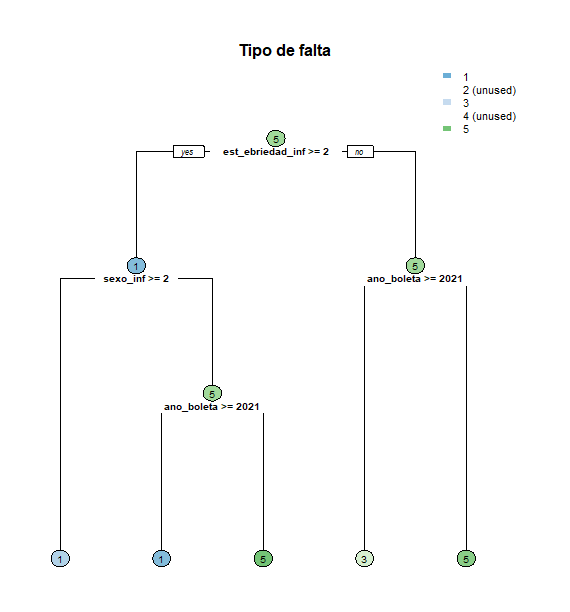 Tipo de falta
1
2 (unused)
3
4 (unused)
5
5
yes est_ebriedad_inf >= 2 no
1
sexo_inf >= 2
5
ano_boleta >= 2021
5
ano_boleta >= 2021
1
1
5
3
5